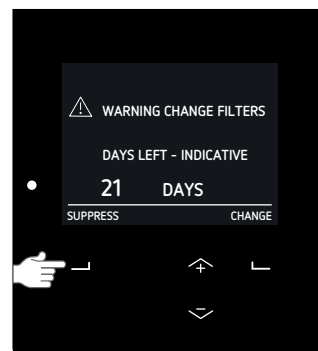 WARNING CHANGE FILTERS
DAYS LEFT - INDICATIVE
21 DAYS
SUPPRESS CHANGE